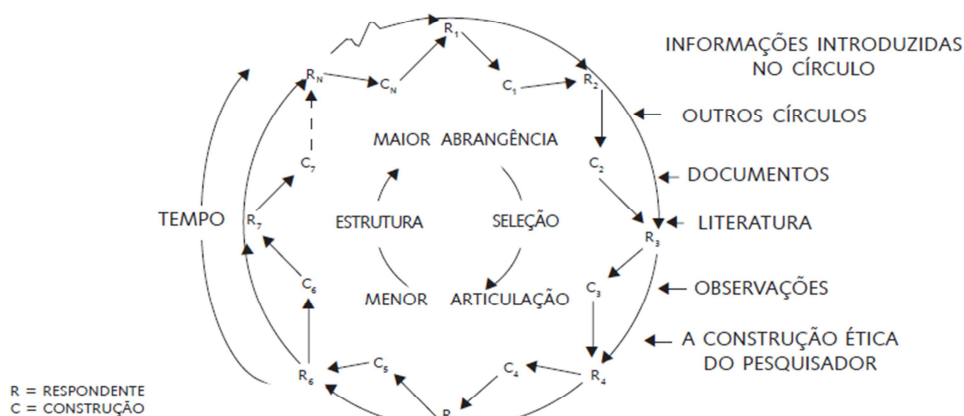 R1
INFORMAÇÕES INTRODUZIDAS
NO CÍRCULO
RN
CN
C1
R2
OUTROS CÍRCULOS
MAIOR ABRANGÊNCIA
C7
C2
DOCUMENTOS
TEMPO
R7
ESTRUTURA
SELEÇÃO
LITERATURA
R3
C6
C3
MENOR ARTICULAÇÃO
OBSERVAÇÕES
A CONSTRUÇÃO ÉTICA
DO PESQUISADOR
R6
C5
C4
R4
R = RESPONDENTE
C = CONSTRUÇÃO
R